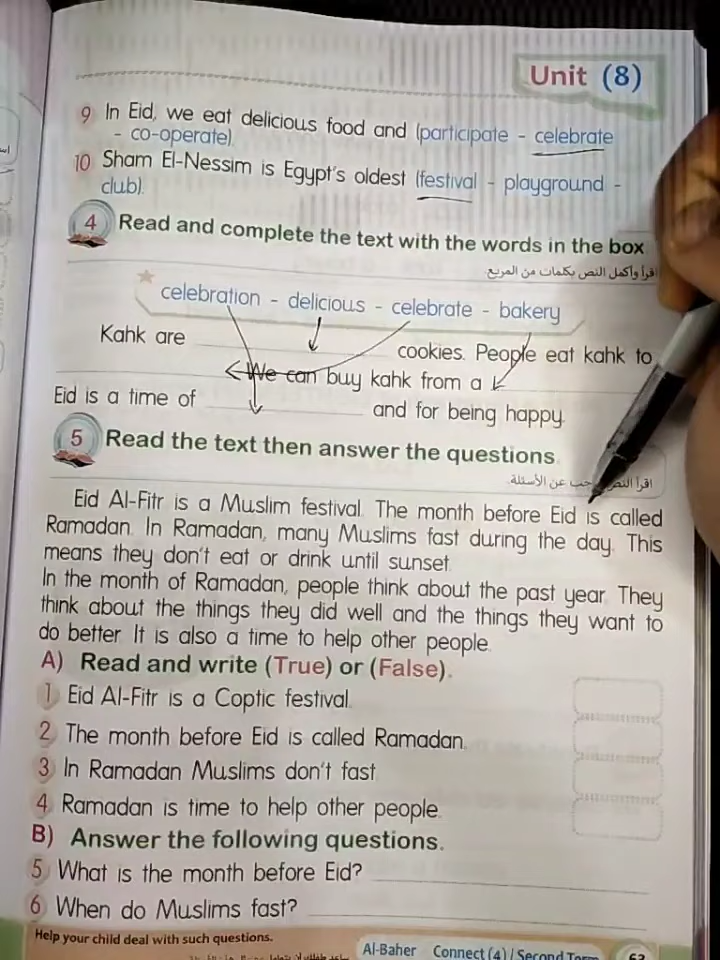 Unit (8)
9 In Eid, we eat delicious food and (participate - celebrate
- co-operate).
10 Sham El-Nessim is Egypt's oldest (festival - playground -
club).
4 Read and complete the text with the words in the box
اقرأ وأكمل النص بكلمات من المربع.
celebration - delicious - celebrate - bakery
Kahk are cookies. People eat kahk to
We can buy kahk from a
Eid is a time of and for being happy.
5 Read the text then answer the questions
اقرأ النص عن الأسئلة.
Eid Al-Fitr is a Muslim festival. The month before Eid is called
Ramadan. In Ramadan, many Muslims fast during the day. This
means they don't eat or drink until sunset.
In the month of Ramadan, people think about the past year. They
think about the things they did well and the things they want to
do better. It is also a time to help other people.
A) Read and write (True) or (False).
1 Eid Al-Fitr is a Coptic festival.
2 The month before Eid is called Ramadan.
3 In Ramadan Muslims don't fast.
4 Ramadan is time to help other people.
B) Answer the following questions.
5 What is the month before Eid?
6 When do Muslims fast?
Help your child deal with such questions.
Al-Baher Connect (4) / Second Term
63